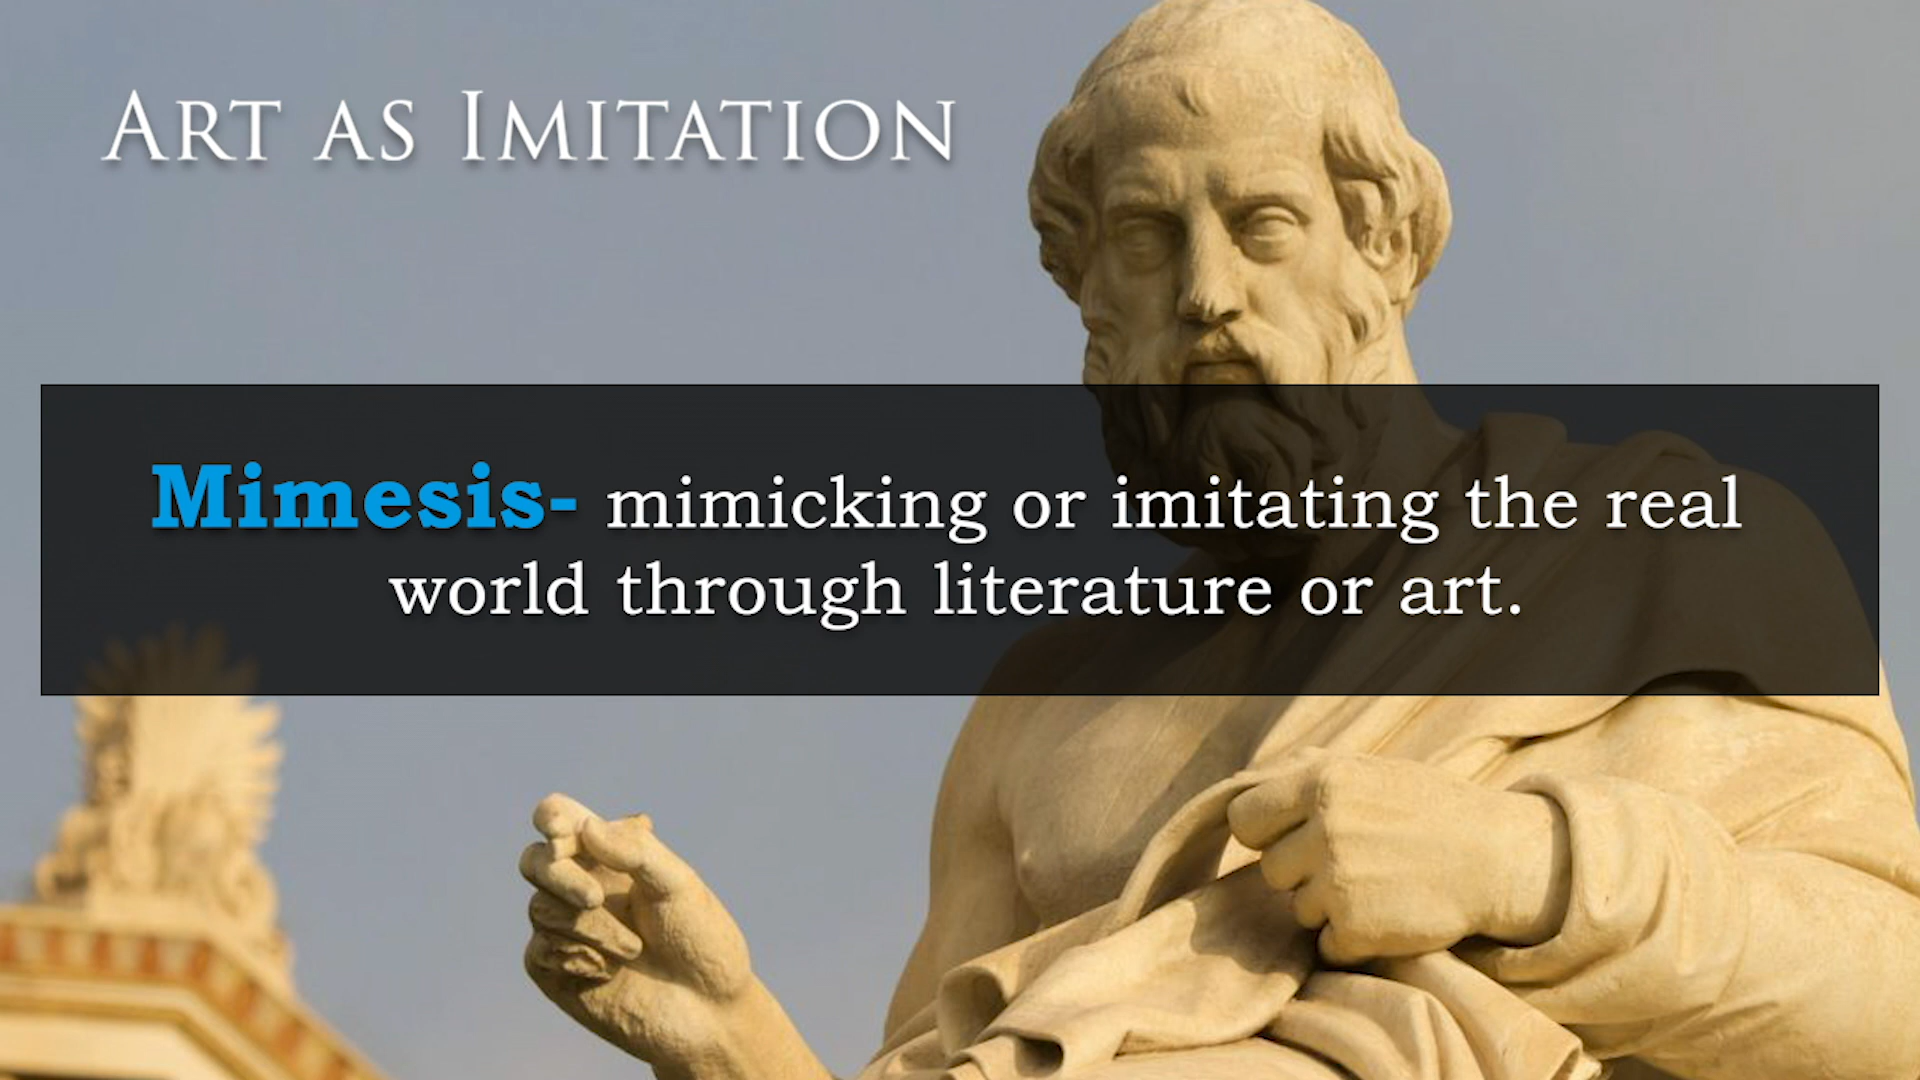 Art as Imitation
Mimesis- mimicking or imitating the real
world through literature or art.